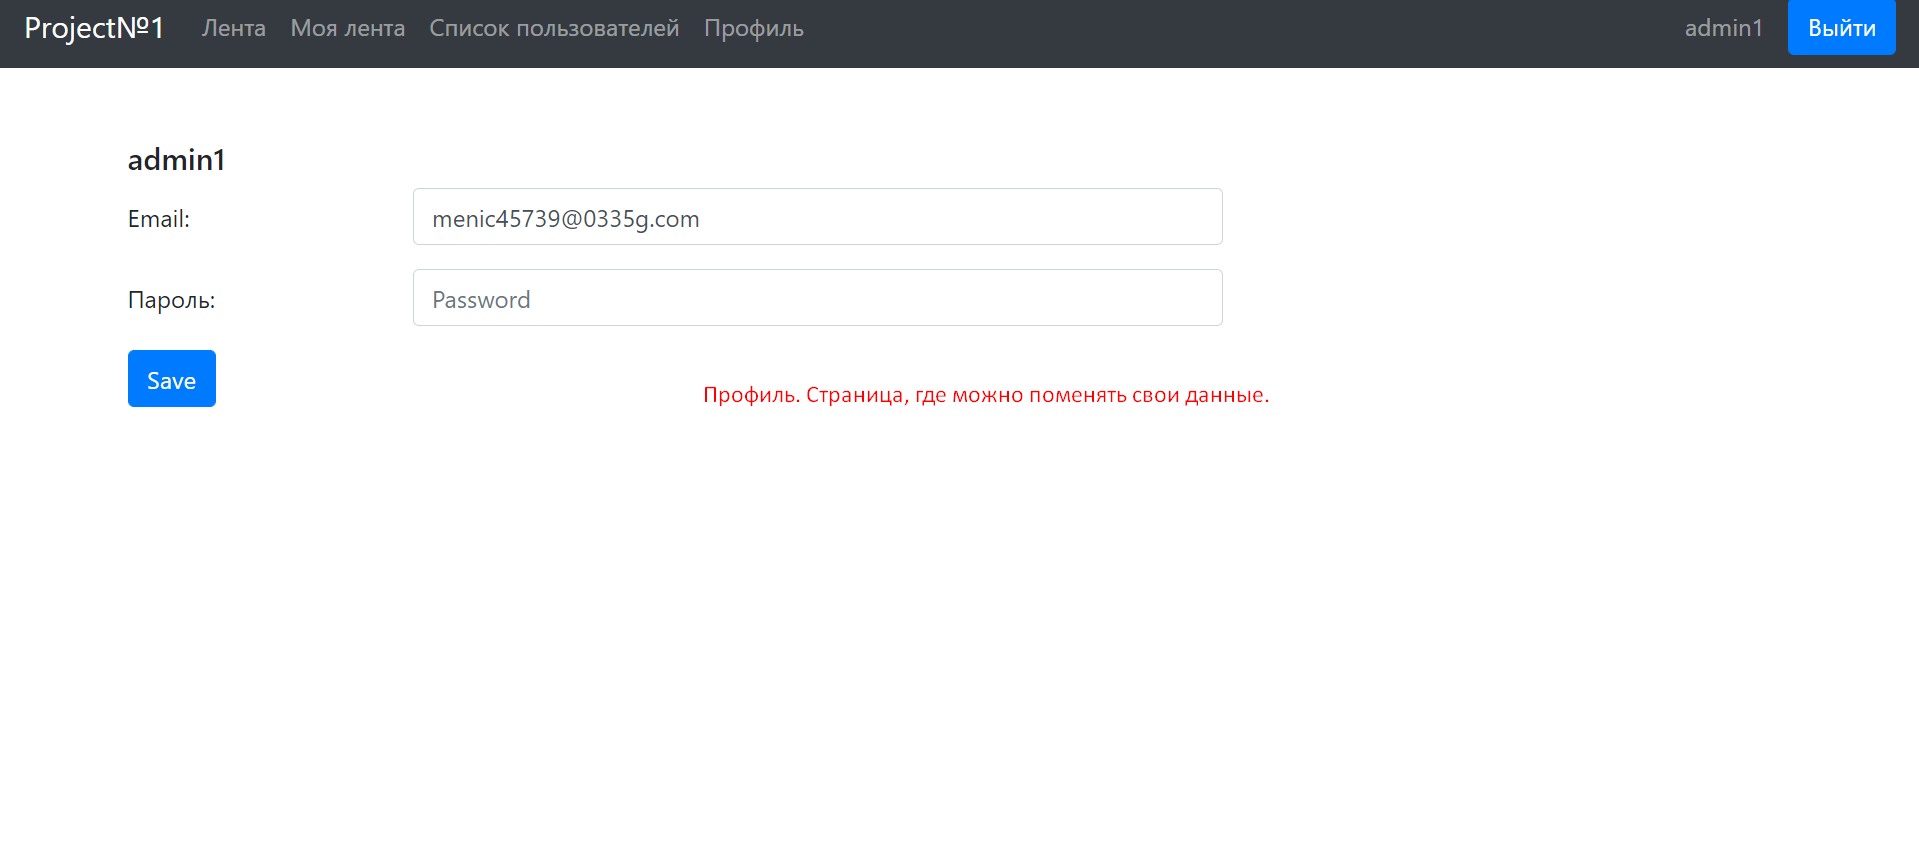 ProjectNº1 Лента Моя лента Список пользователей Профиль admin1 Выйти
admin1
Email: menic45739@0335g.com
Пароль: Password
Save
Профиль. Страница, где можно поменять свои данные.